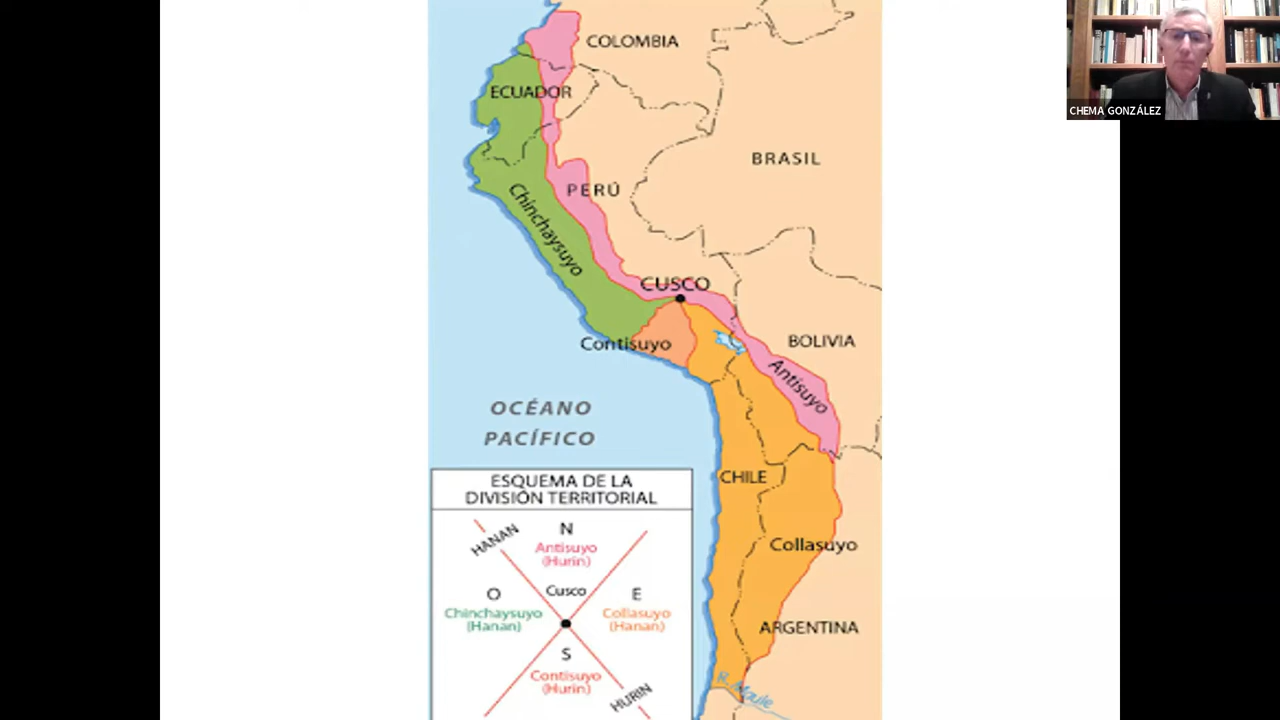 CHEMA GONZÁLEZ
COLOMBIA
ECUADOR
BRASIL
PERÚ
Chinchaysuyo
CUSCO
BOLIVIA
Contisuyo
Antisuyo
OCÉANO
PACÍFICO
CHILE
Collasuyo
ARGENTINA
R. Maule
ESQUEMA DE LA
DIVISIÓN TERRITORIAL
HANAN
N
Antisuyo
(Hurin)
Cusco
O
Chinchaysuyo
(Hanan)
E
Collasuyo
(Hanan)
S
Contisuyo
(Hurin)
HURIN